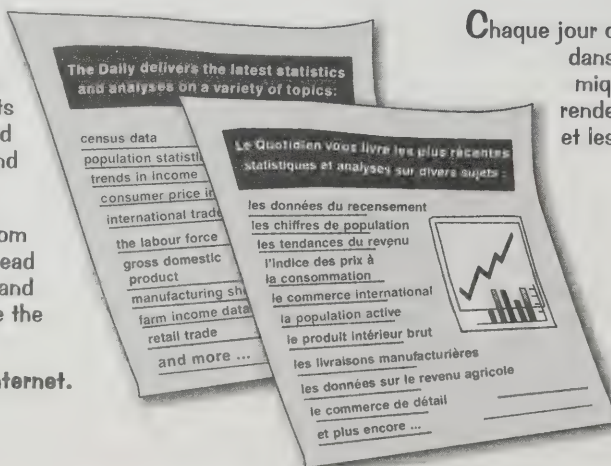 ts
d
nd
om
ead
and
e the
nternet.
The Daily delivers the latest statistics
and analyses on a variety of topics:
census data
population
trends in income
consumer price
international trade
the labour force
gross domestic
product
manufacturing
farm income data
retail trade
and more ...
Le Quotidien vous livre les plus récentes
statistiques et analyses sur divers sujets :
les données du recensement
les chiffres de population
les tendances du revenu
l'indice des prix à
la consommation
le commerce international
la population active
le produit intérieur brut
les livraisons manufacturières
les données sur le revenu agricole
le commerce de détail
et plus encore ...
Chaque jour
dans
miq
rende
et les